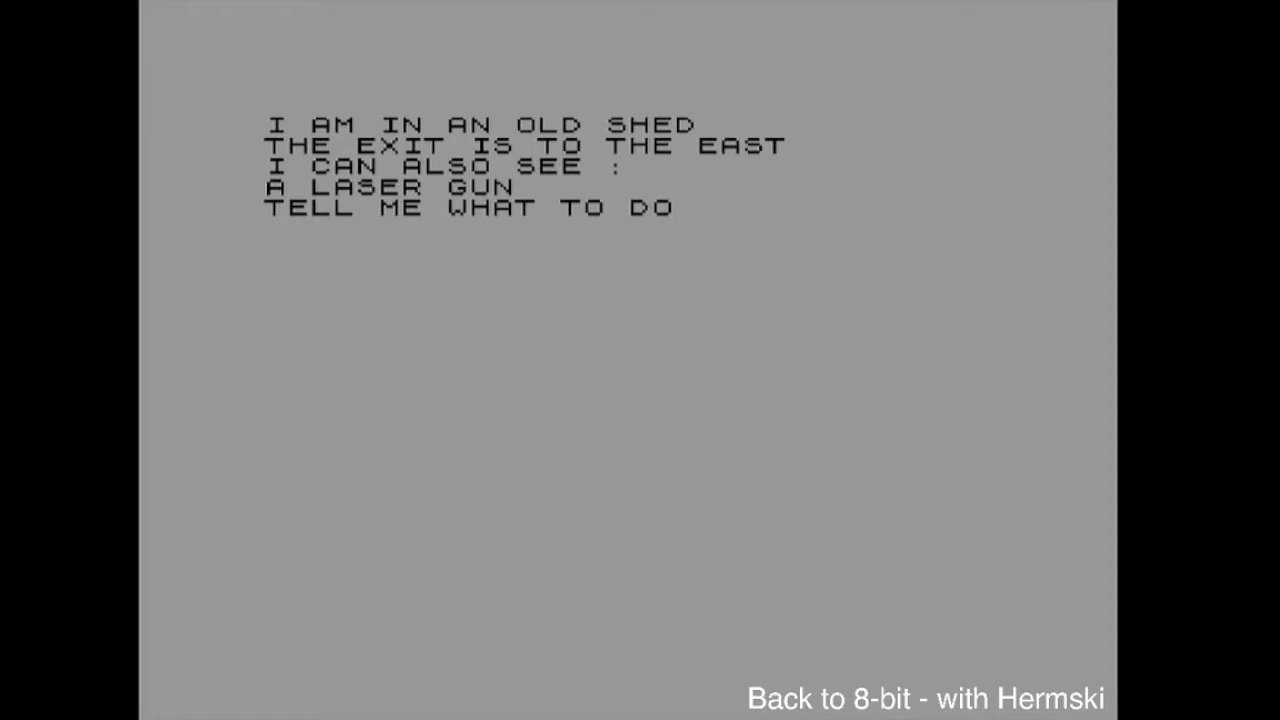 I AM IN AN OLD SHED
THE EXIT IS TO THE EAST
I CAN ALSO SEE :
A LASER GUN
TELL ME WHAT TO DO
Back to 8-bit - with Hermski